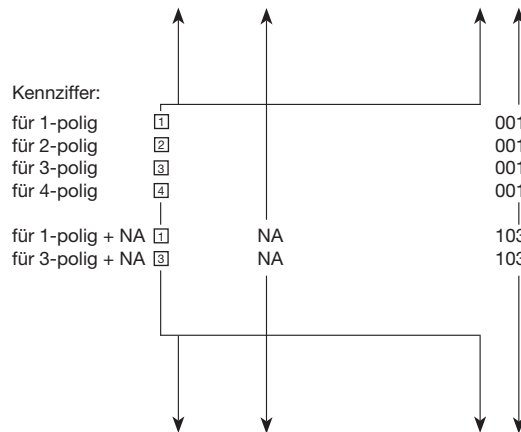 Kennziffer:
für 1-polig 1 001
für 2-polig 2 001
für 3-polig 3 001
für 4-polig 4 001
für 1-polig + NA 1 NA 103
für 3-polig + NA 3 NA 103